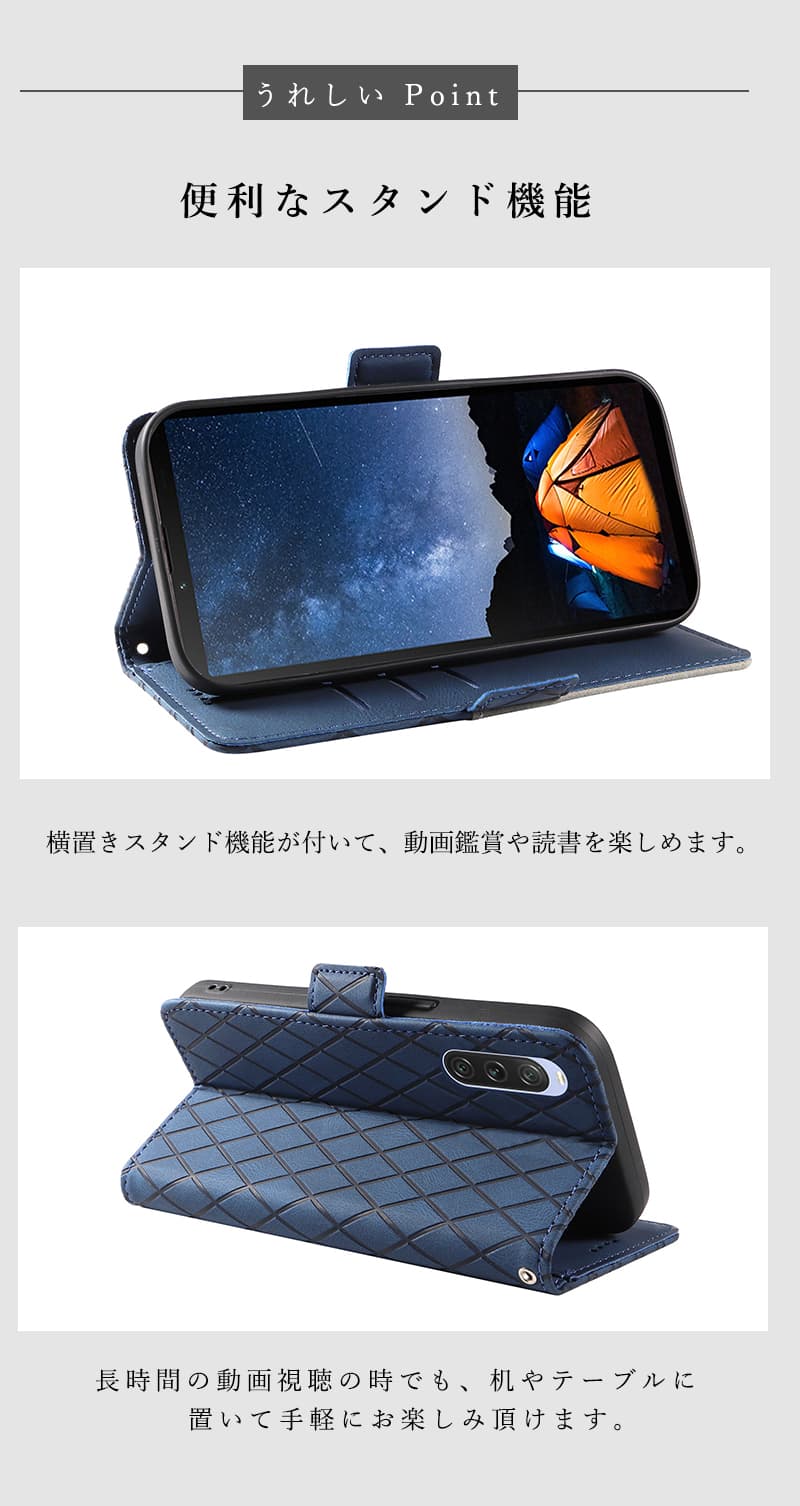 うれしい Point
便利なスタンド機能
横置きスタンド機能が付いて、動画鑑賞や読書を楽しめます。
長時間の動画視聴の時でも、机やテーブルに
置いて手軽にお楽しみ頂けます。